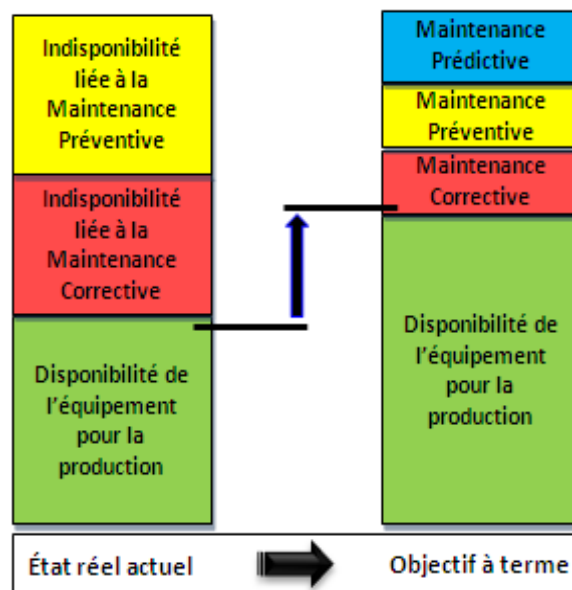 Indisponibilité
liée à la
Maintenance
Préventive
Indisponibilité
liée à la
Maintenance
Corrective
Disponibilité de
l'équipement
pour la
production
Maintenance
Prédictive
Maintenance
Préventive
Maintenance
Corrective
Disponibilité de
l'équipement
pour la
production
État réel actuel
Objectif à terme